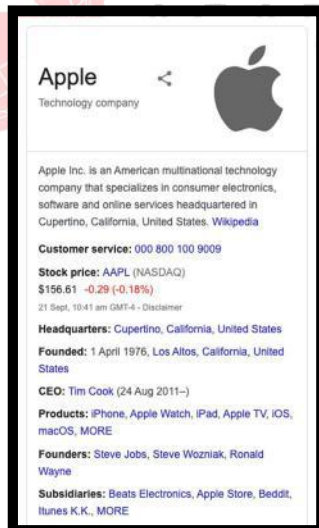 Apple
Technology company
Apple Inc. is an American multinational technology
company that specializes in consumer electronics,
software and online services headquartered in
Cupertino, California, United States. Wikipedia
Customer service: 000 800 100 9009
Stock price: AAPL (NASDAQ)
$156.61 -0.29 (-0.18%)
21 Sept, 10:41 am GMT-4 - Disclaimer
Headquarters: Cupertino, California, United States
Founded: 1 April 1976, Los Altos, California, United
States
CEO: Tim Cook (24 Aug 2011–)
Products: iPhone, Apple Watch, iPad, Apple TV, iOS,
macOS, MORE
Founders: Steve Jobs, Steve Wozniak, Ronald
Wayne
Subsidiaries: Beats Electronics, Apple Store, Beddit,
Itunes K.K., MORE